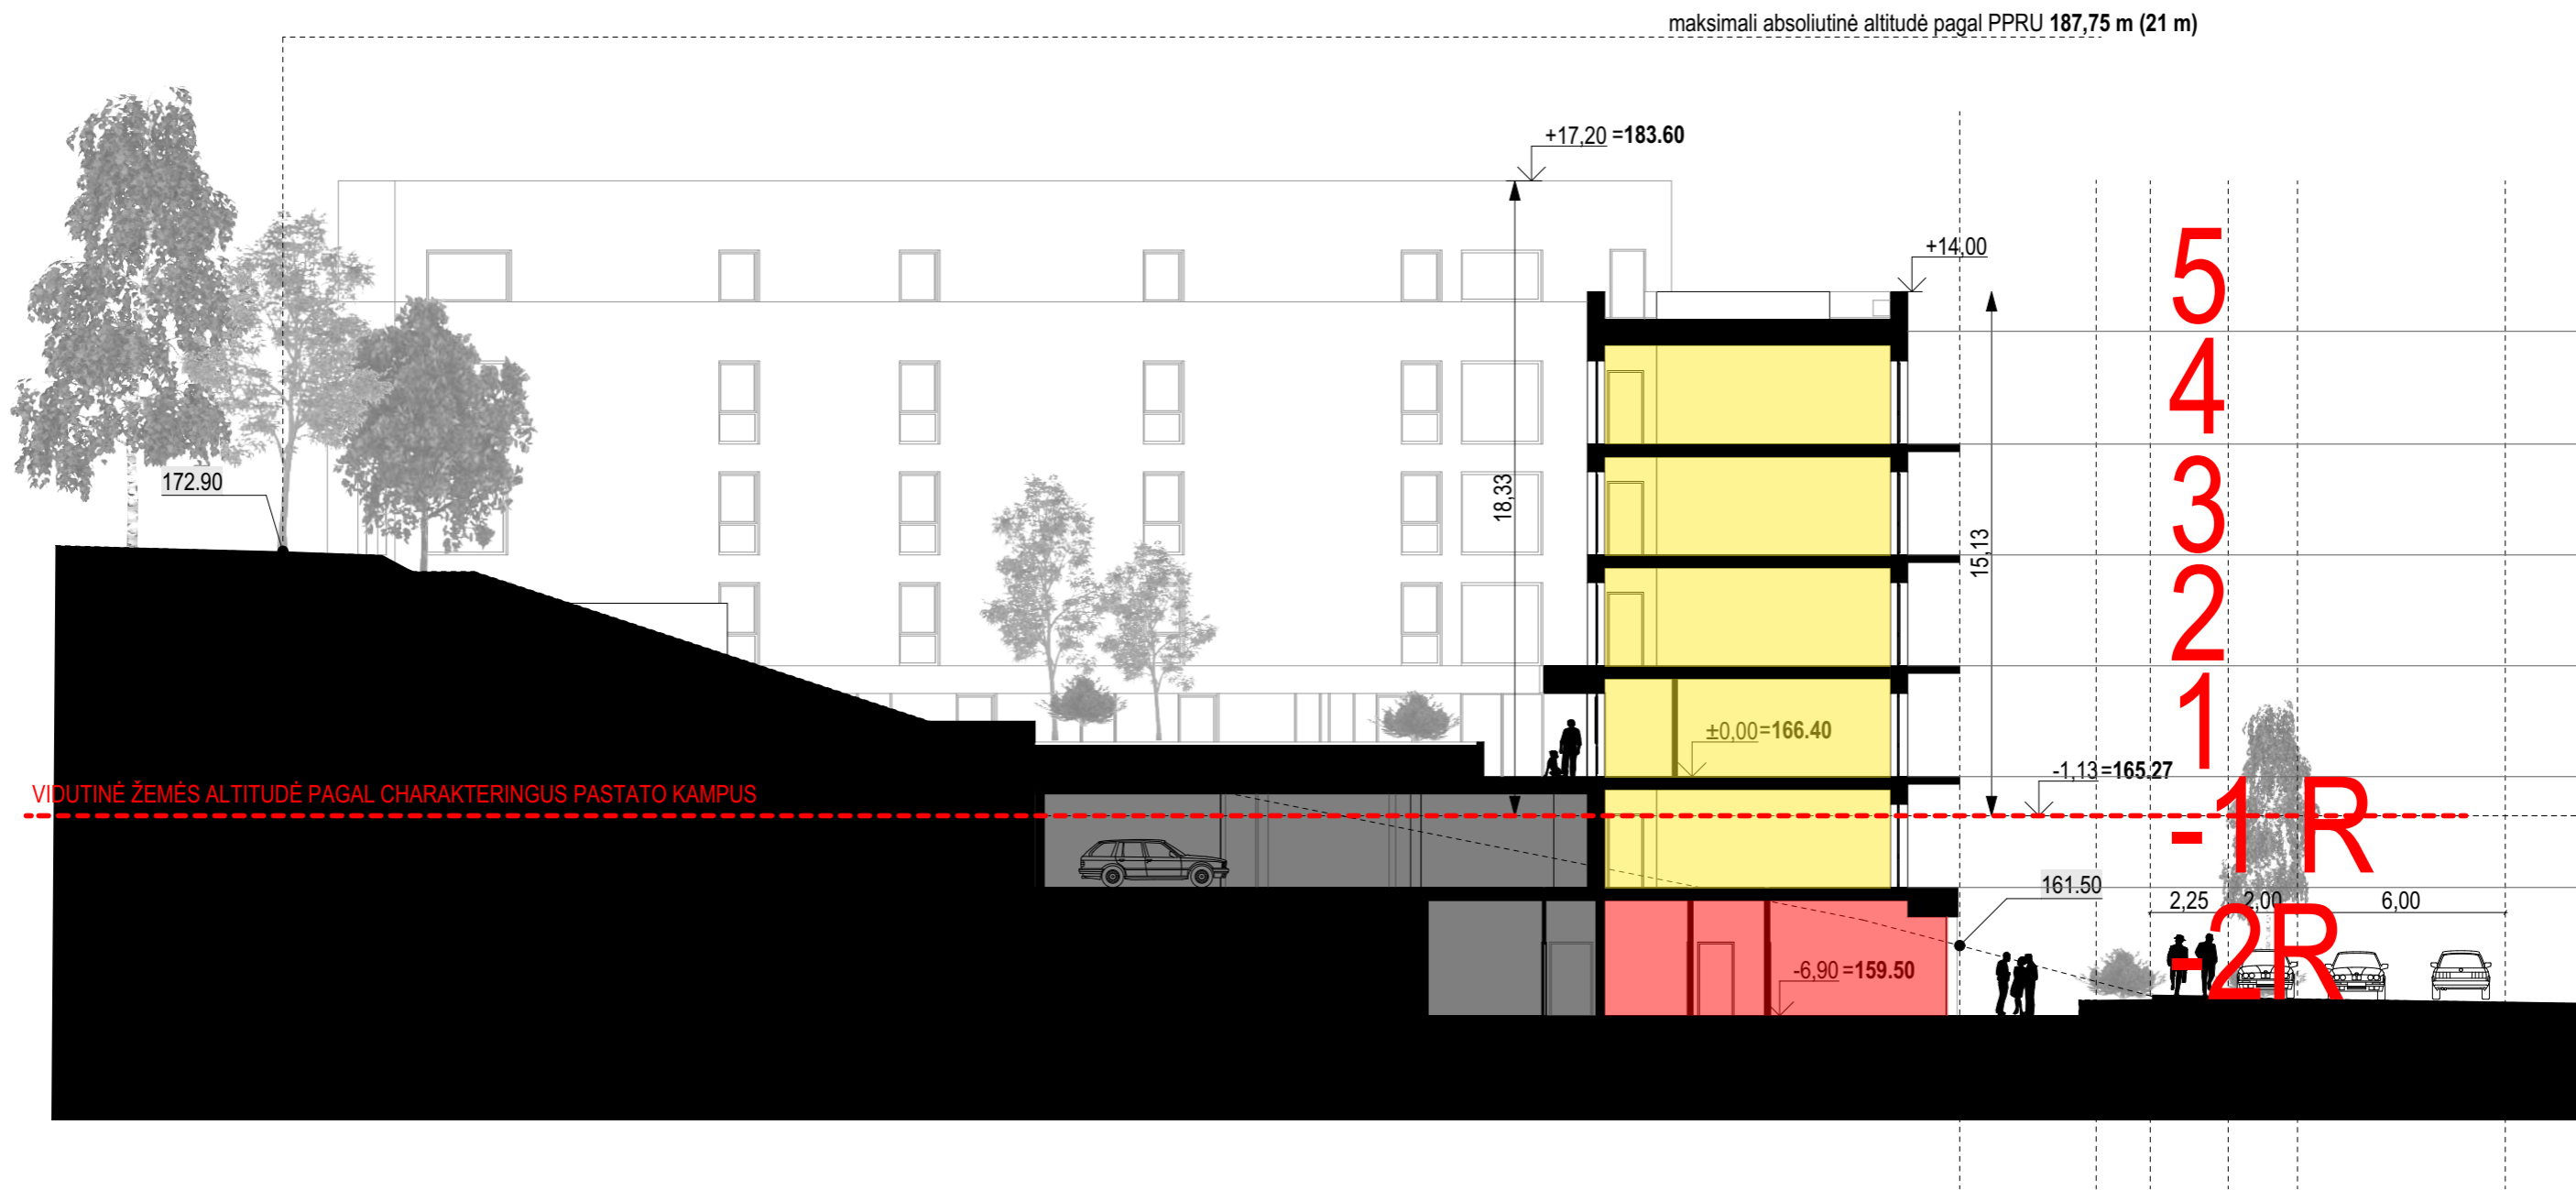 maksimali absoliutinė altitudė pagal PPRU 187,75 m (21 m)
+17,20 =183.60
+14,00
5
4
172.90
18,33
3
15,13
2
1
±0,00=166.40
-1,13=165,27
VIDUTINĖ ŽEMĖS ALTITUDĖ PAGAL CHARAKTERINGUS PASTATO KAMPUS
-1 R
161.50
2,25 2,00 6,00
-2R
-6,90=159.50